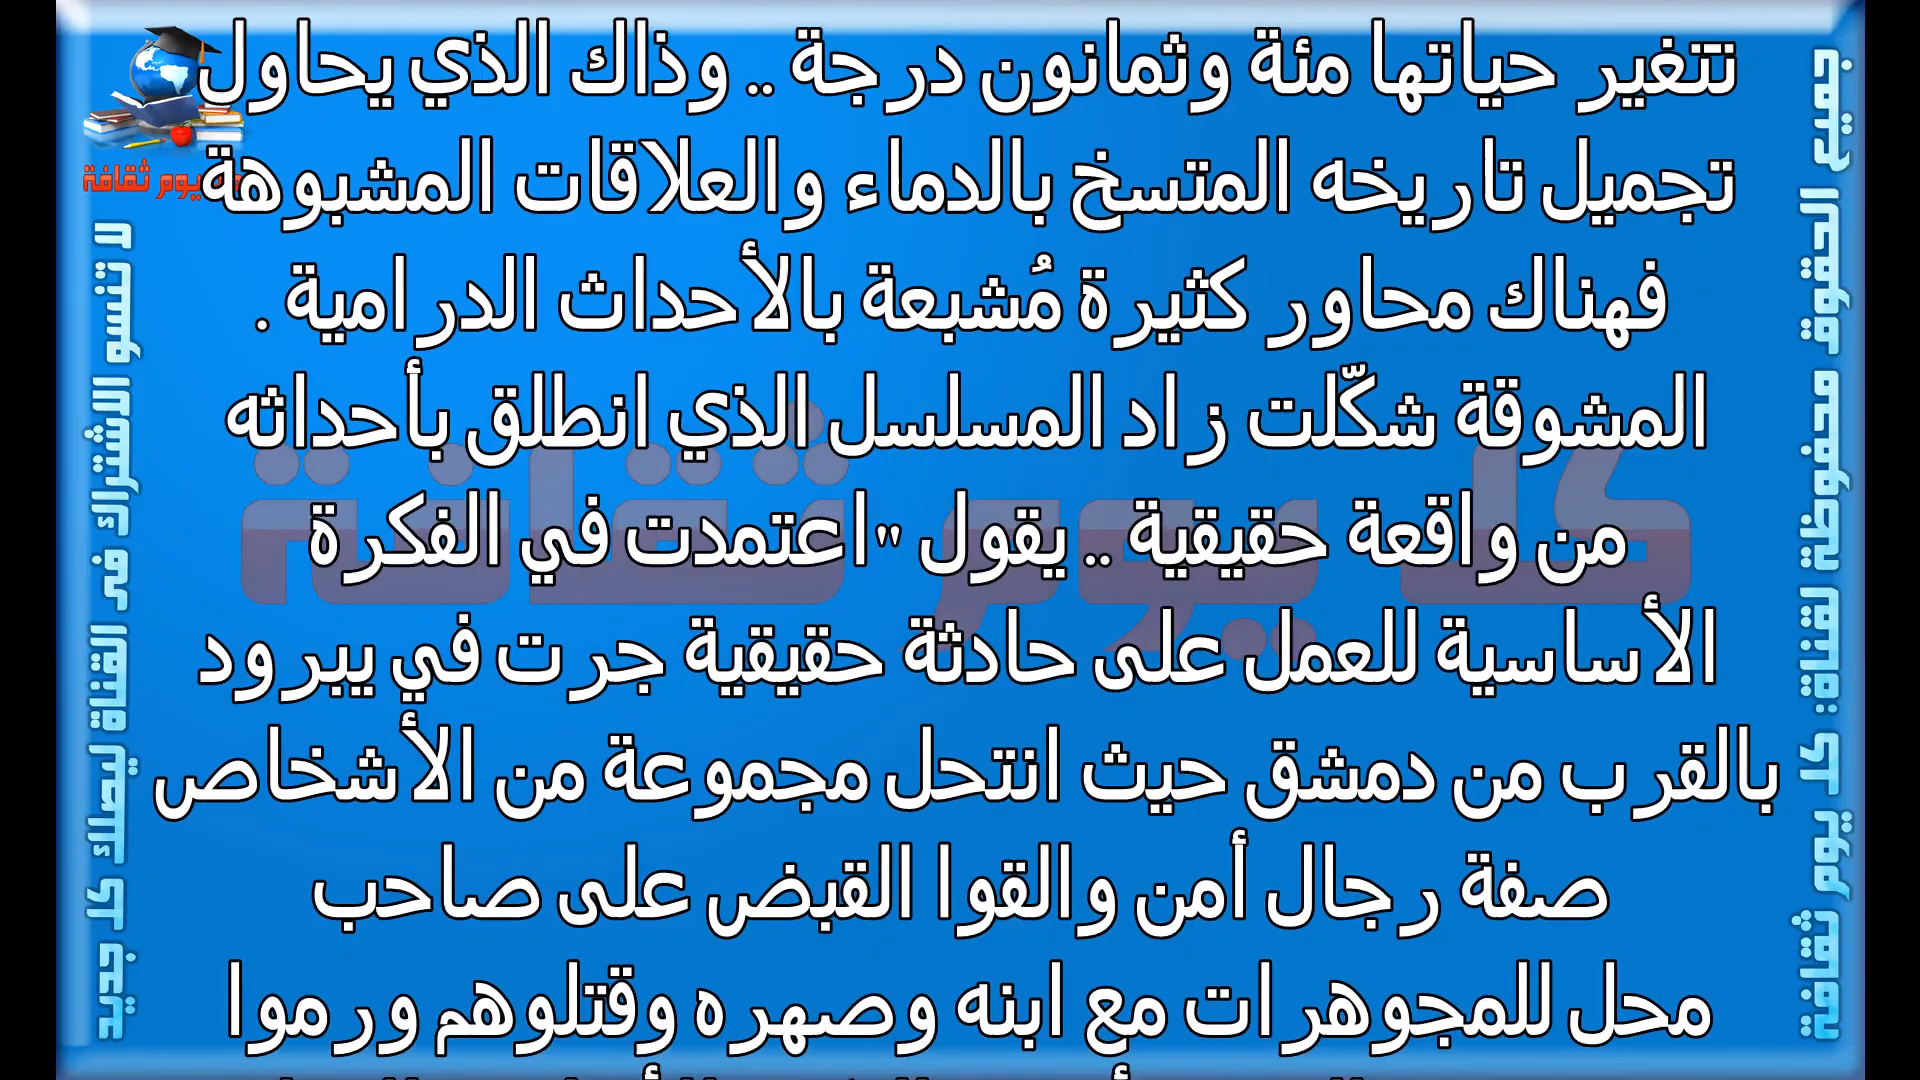 تتغير حياتها مئة وثمانون درجة .. وذاك الذي يحاول
تجميل تاريخه المتسخ بالدماء والعلاقات المشبوهة
فهناك محاور كثيرة مُشبعة بالأحداث الدرامية .
المشوقة شكّلت زاد المسلسل الذي انطلق بأحداثه
من واقعة حقيقية .. يقول "اعتمدت في الفكرة
الأساسية للعمل على حادثة حقيقية جرت في يبرود
بالقرب من دمشق حيث انتحل مجموعة من الأشخاص
صفة رجال أمن والقوا القبض على صاحب
محل للمجوهرات مع ابنه وصهره وقتلوهم ورموا
جميع الحقوق محفوظة لقناة: كل يوم ثقافة
لا تنسو الاشتراك فى القناة ليصلك كل جديد
كل يوم ثقافة
يوم ثقافة